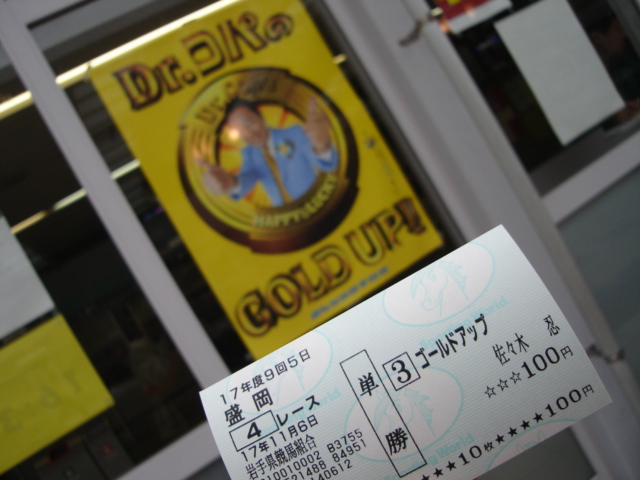 Dr.コパの
HAPPY&LUCKY
GOLD UP!!
17年度9回5日
盛岡
4レース
17年11月6日
岩手県競馬組合
単勝
3 ゴールドアップ
佐々木 忍
☆☆☆100円
★★★10枚★★★★100円